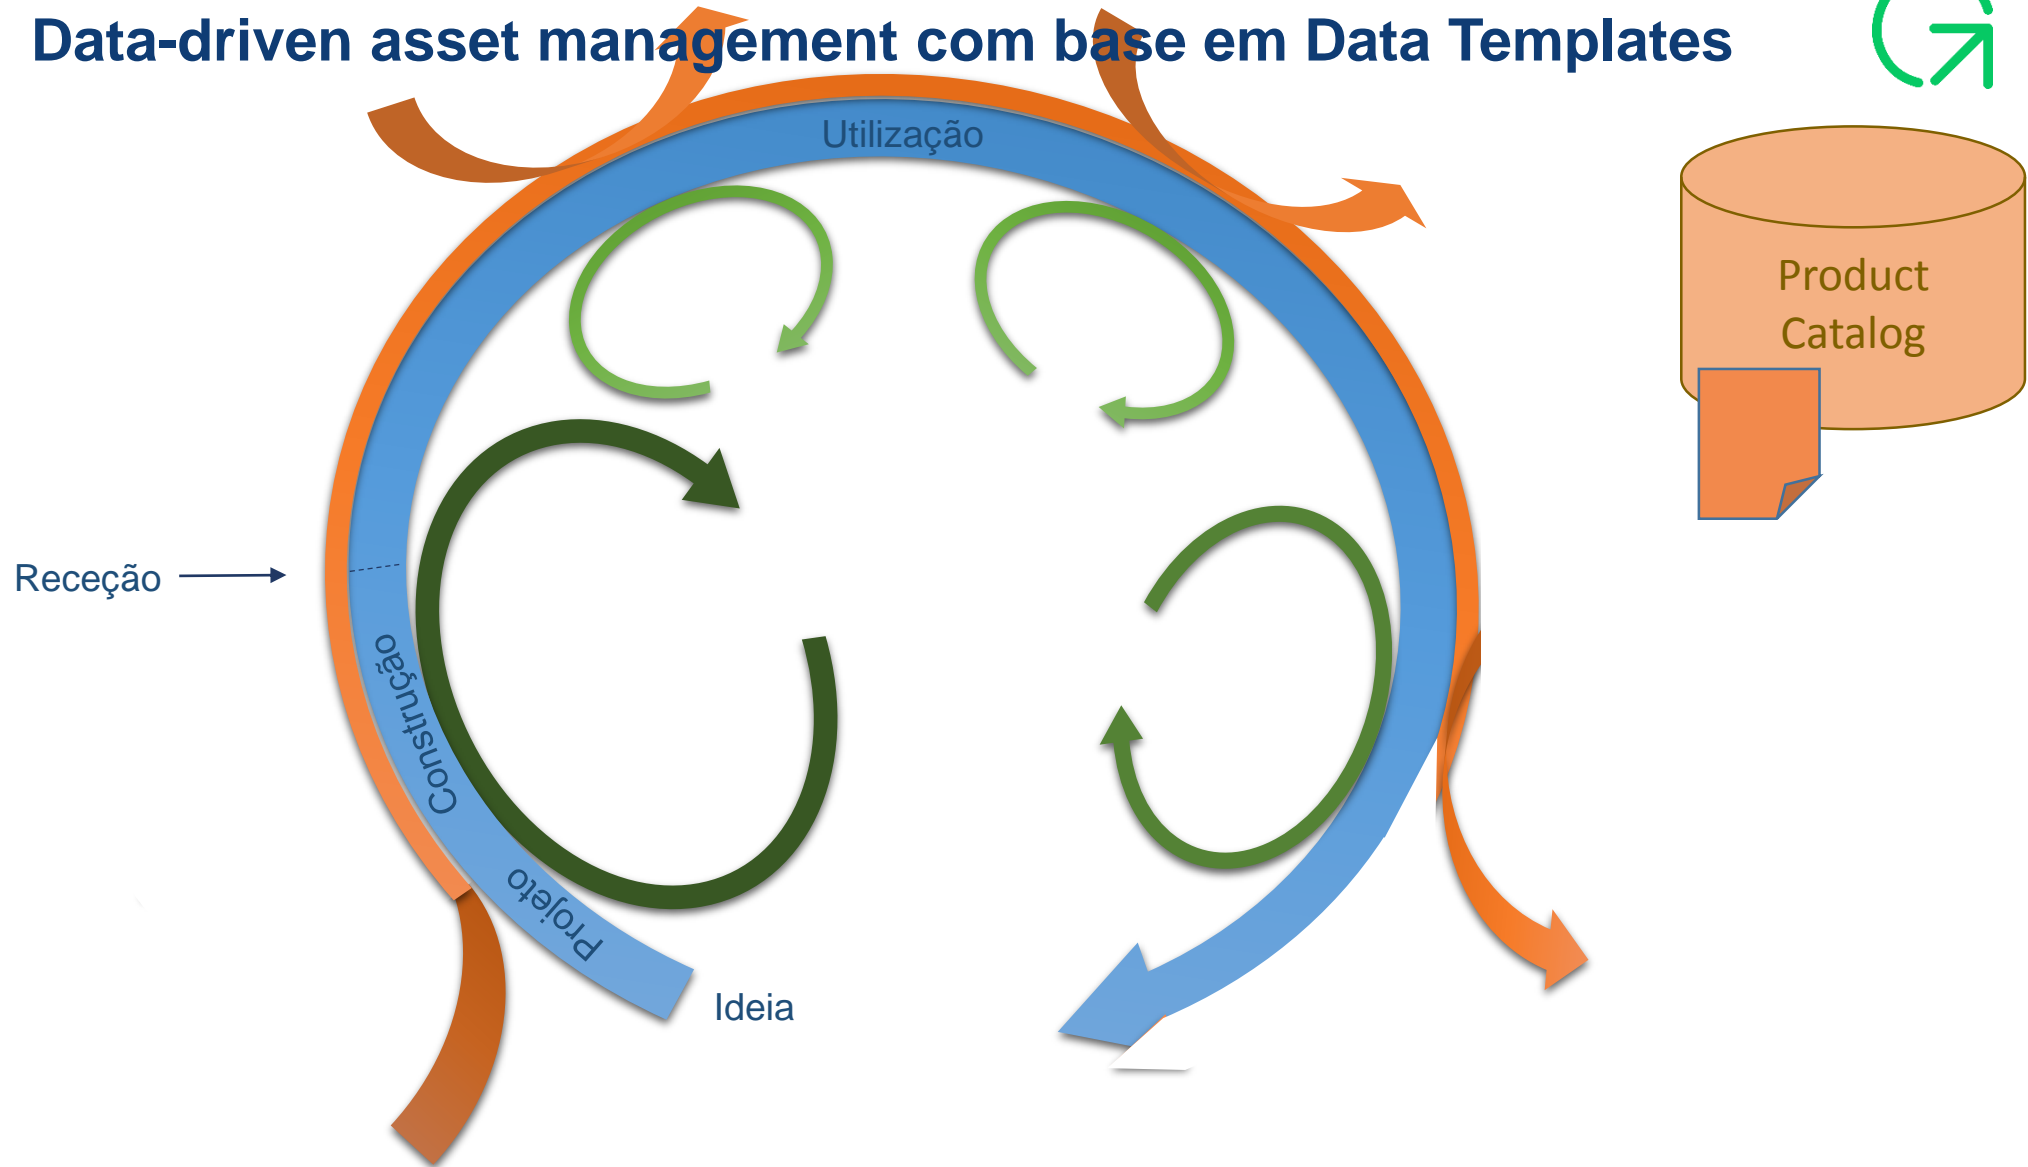 Data-driven asset management com base em Data Templates
Utilização
Product
Catalog
Receção
Construção
Projeto
Ideia